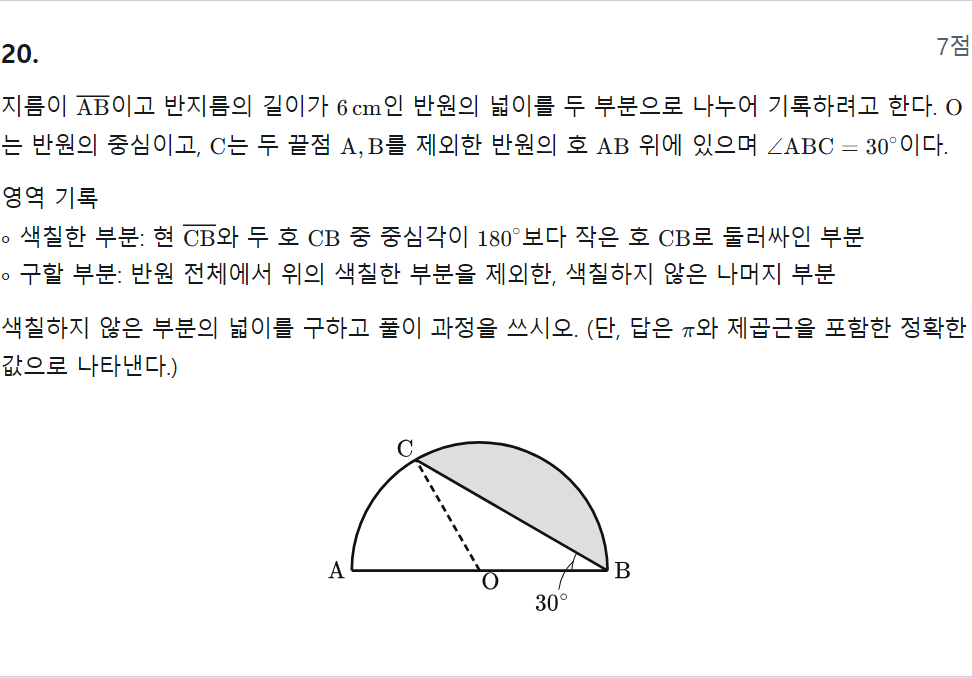 7점
20.
지름이 AB이고 반지름의 길이가 6 cm인 반원의 넓이를 두 부분으로 나누어 기록하려고 한다. O
는 반원의 중심이고, C는 두 끝점 A, B를 제외한 반원의 호 AB 위에 있으며 ∠ABC = 30°이다.
영역 기록
∘ 색칠한 부분: 현 CB와 두 호 CB 중 중심각이 180°보다 작은 호 CB로 둘러싸인 부분
∘ 구할 부분: 반원 전체에서 위의 색칠한 부분을 제외한, 색칠하지 않은 나머지 부분
색칠하지 않은 부분의 넓이를 구하고 풀이 과정을 쓰시오. (단, 답은 π와 제곱근을 포함한 정확한
값으로 나타낸다.)
C
A
O
B
30°